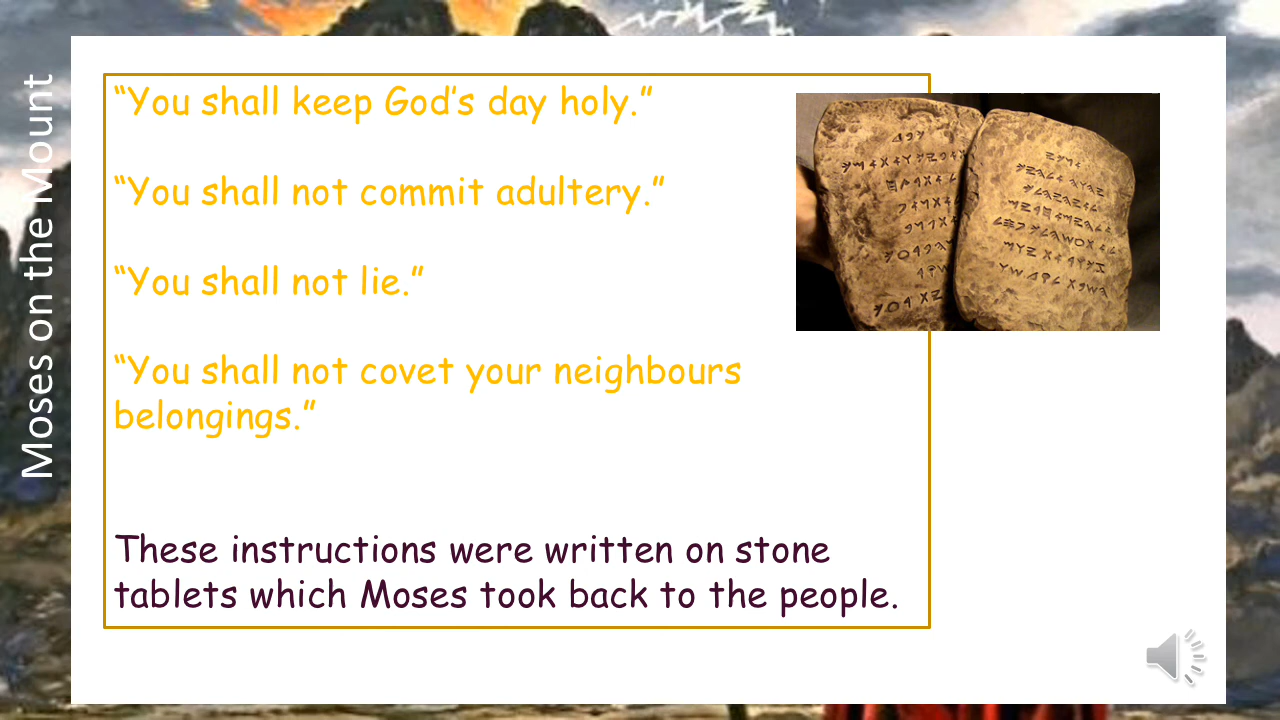 Moses on the Mount
“You shall keep God’s day holy.”
“You shall not commit adultery.”
“You shall not lie.”
“You shall not covet your neighbours
belongings.”
These instructions were written on stone
tablets which Moses took back to the people.